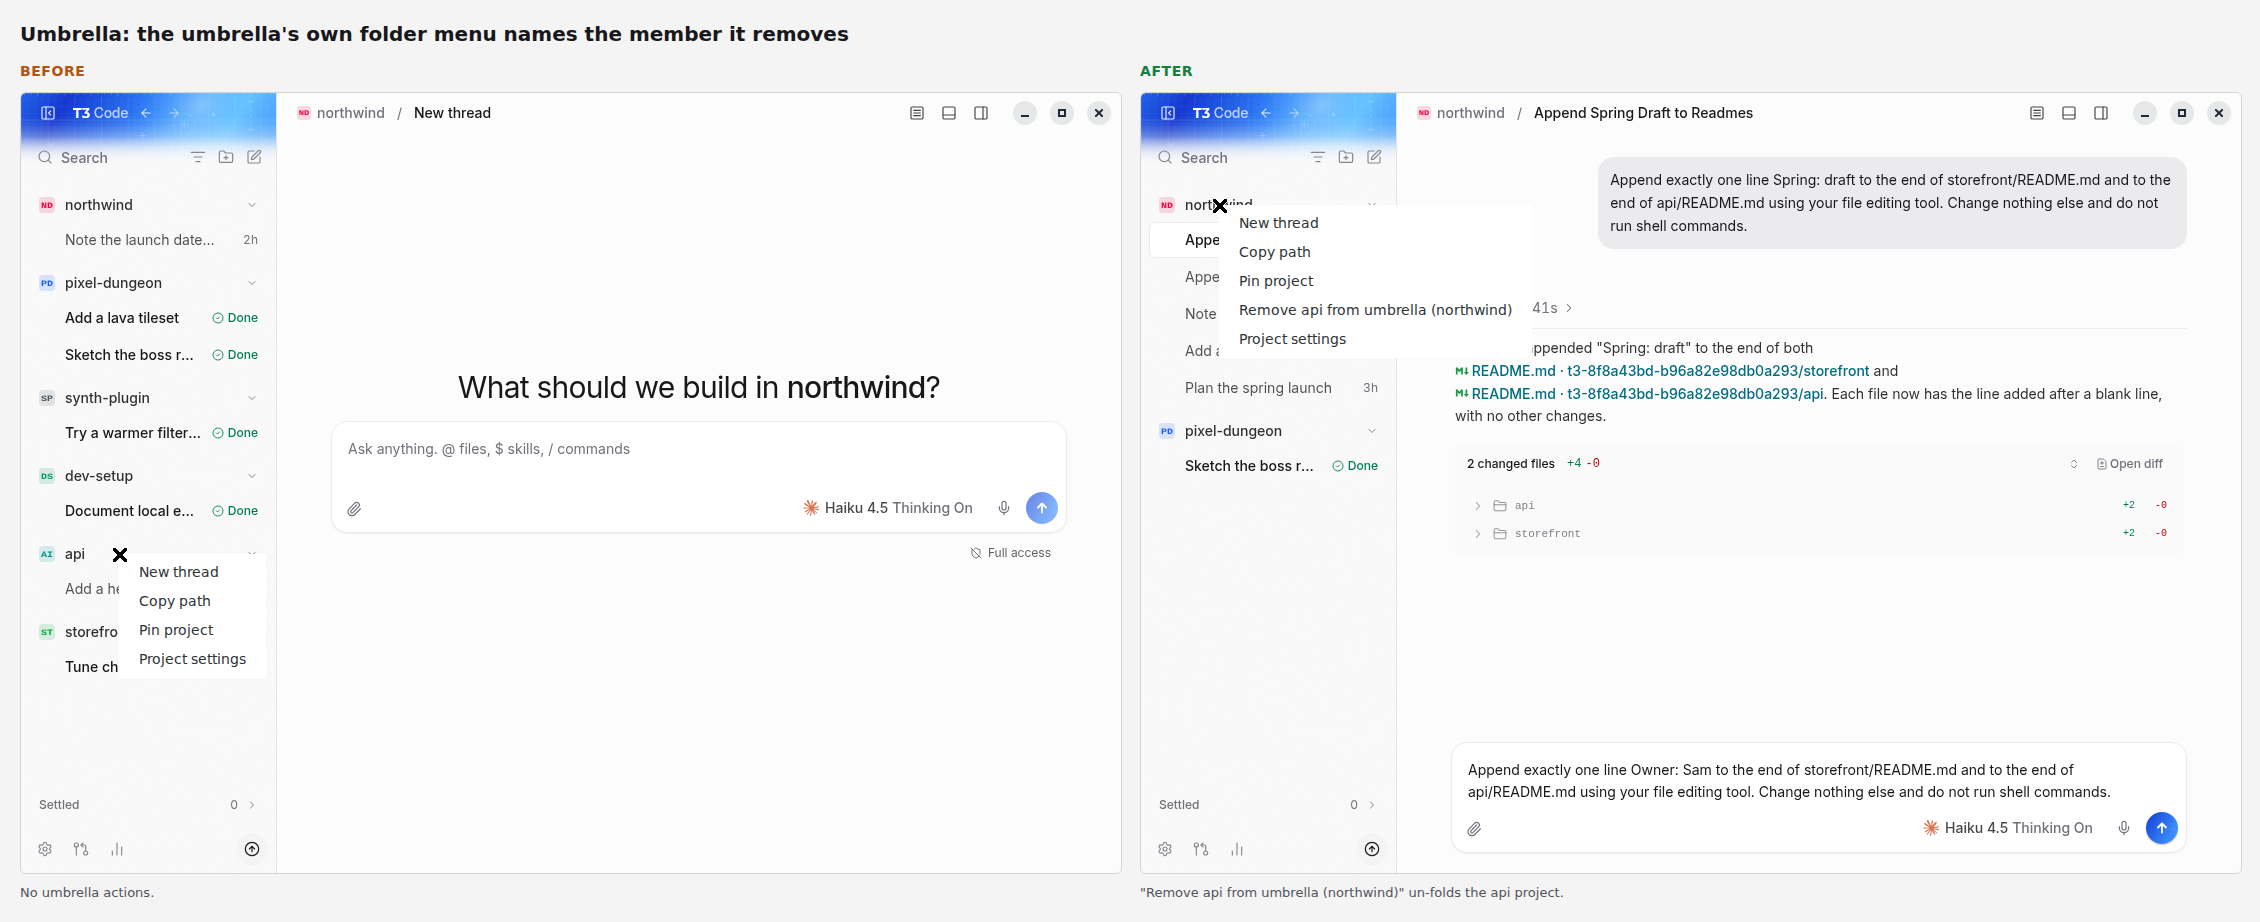 Umbrella: the umbrella's own folder menu names the member it removes
BEFORE
T3 Code
northwind / New thread
Search
northwind
Note the launch date... 2h
pixel-dungeon
Add a lava tileset Done
Sketch the boss r... Done
synth-plugin
Try a warmer filter... Done
dev-setup
Document local e... Done
api
Add a he
storefro
Tune ch
New thread
Copy path
Pin project
Project settings
Settled 0
What should we build in northwind?
Ask anything. @ files, $ skills, / commands
Haiku 4.5 Thinking On
Full access
No umbrella actions.
AFTER
T3 Code
northwind / Append Spring Draft to Readmes
Search
northwind
Appe
Appe
Note
Add a
Plan the spring launch 3h
pixel-dungeon
Sketch the boss r... Done
New thread
Copy path
Pin project
Remove api from umbrella (northwind)
Project settings
Settled 0
Append exactly one line Spring: draft to the end of storefront/README.md and to the
end of api/README.md using your file editing tool. Change nothing else and do not
run shell commands.
41s
ppended "Spring: draft" to the end of both
README.md · t3-8f8a43bd-b96a82e98db0a293/storefront and
README.md · t3-8f8a43bd-b96a82e98db0a293/api. Each file now has the line added after a blank line,
with no other changes.
2 changed files +4 -0
Open diff
api +2 -0
storefront +2 -0
Append exactly one line Owner: Sam to the end of storefront/README.md and to the end of
api/README.md using your file editing tool. Change nothing else and do not run shell commands.
Haiku 4.5 Thinking On
"Remove api from umbrella (northwind)" un-folds the api project.